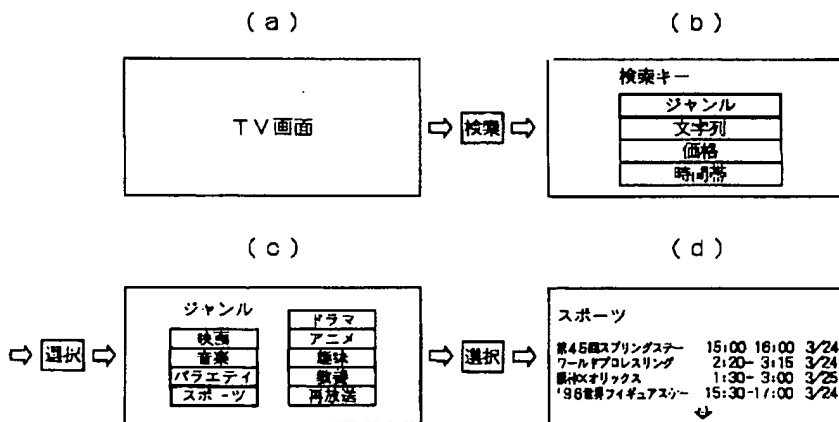 (a)
(b)
TV画面
検索
検索キー
ジャンル
文字列
価格
時間帯
(c)
(d)
選択
ジャンル
映画
音楽
バラエティ
スポーツ
ドラマ
アニメ
趣味
教養
再放送
選択
スポーツ
第45回スプリングステー 15:00 16:00 3/24
ワールドプロレスリング 2:20- 3:15 3/24
阪神×オリックス 1:30- 3:00 3/25
'96世界フィギュアスケー 15:30-17:00 3/24